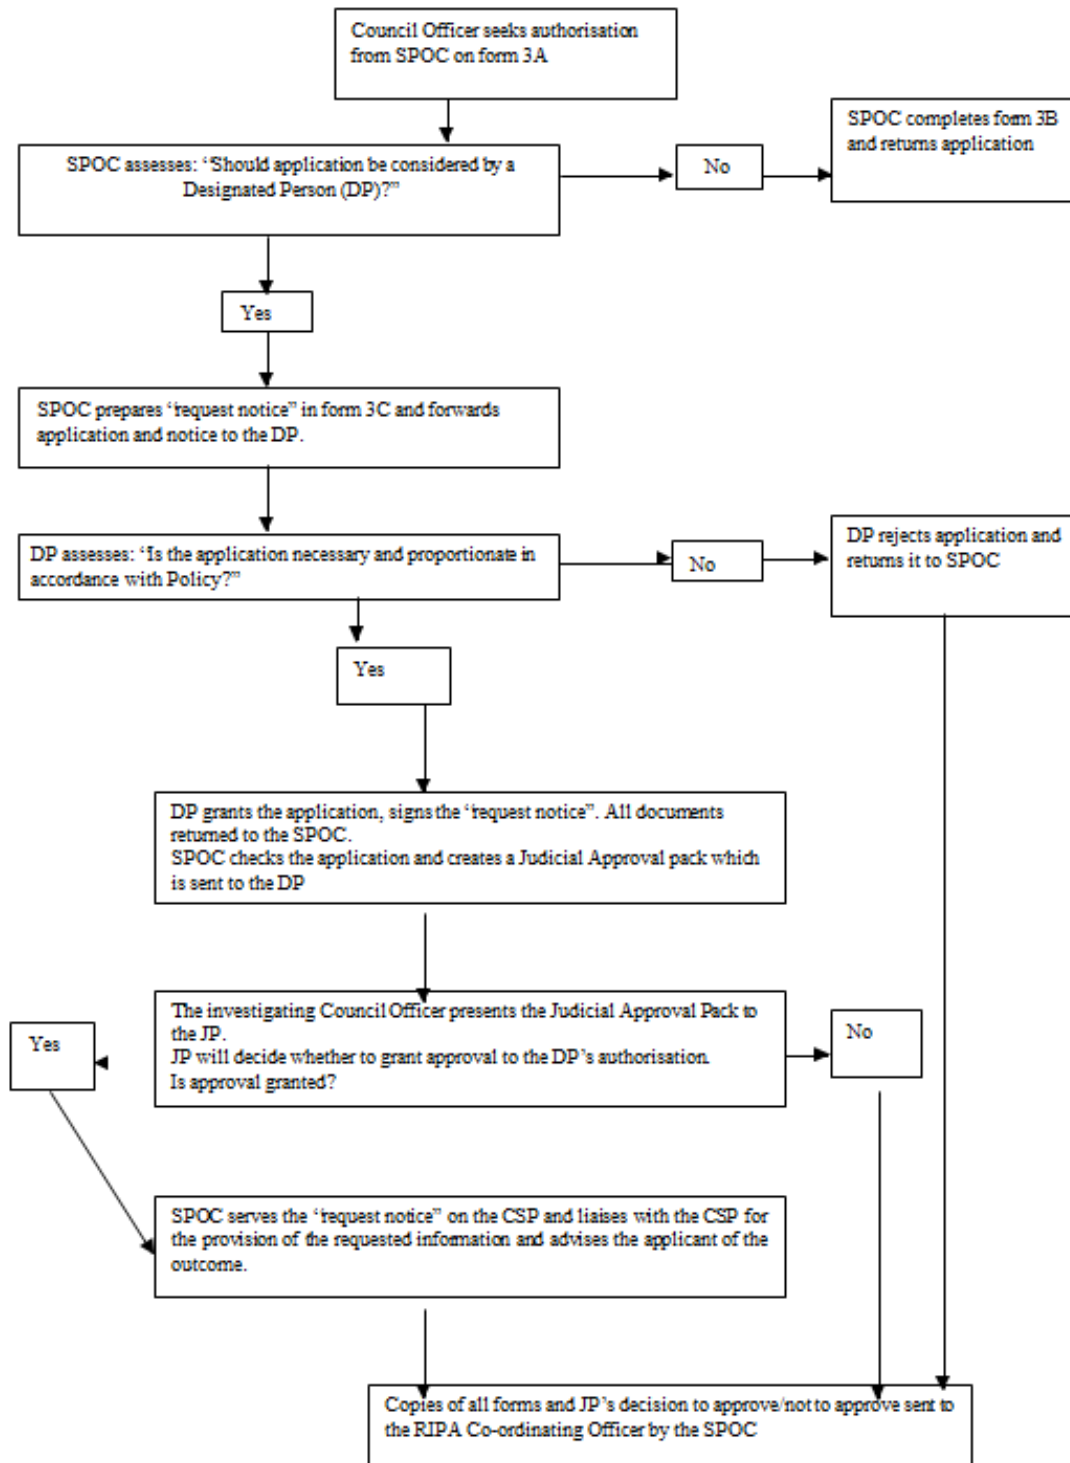 Council Officer seeks authorisation
from SPOC on form 3A
SPOC completes form 3B
and returns application
SPOC assesses: “Should application be considered by a
Designated Person (DP)?”
No
Yes
SPOC prepares “request notice” in form 3C and forwards
application and notice to the DP.
DP assesses: “Is the application necessary and proportionate in
accordance with Policy?”
No
DP rejects application and
returns it to SPOC
Yes
DP grants the application, signs the “request notice”. All documents
returned to the SPOC.
SPOC checks the application and creates a Judicial Approval pack which
is sent to the DP
The investigating Council Officer presents the Judicial Approval Pack to
the JP.
JP will decide whether to grant approval to the DP’s authorisation.
Is approval granted?
Yes
No
SPOC serves the “request notice” on the CSP and liaises with the CSP for
the provision of the requested information and advises the applicant of the
outcome.
Copies of all forms and JP’s decision to approve/not to approve sent to
the RIPA Co-ordinating Officer by the SPOC